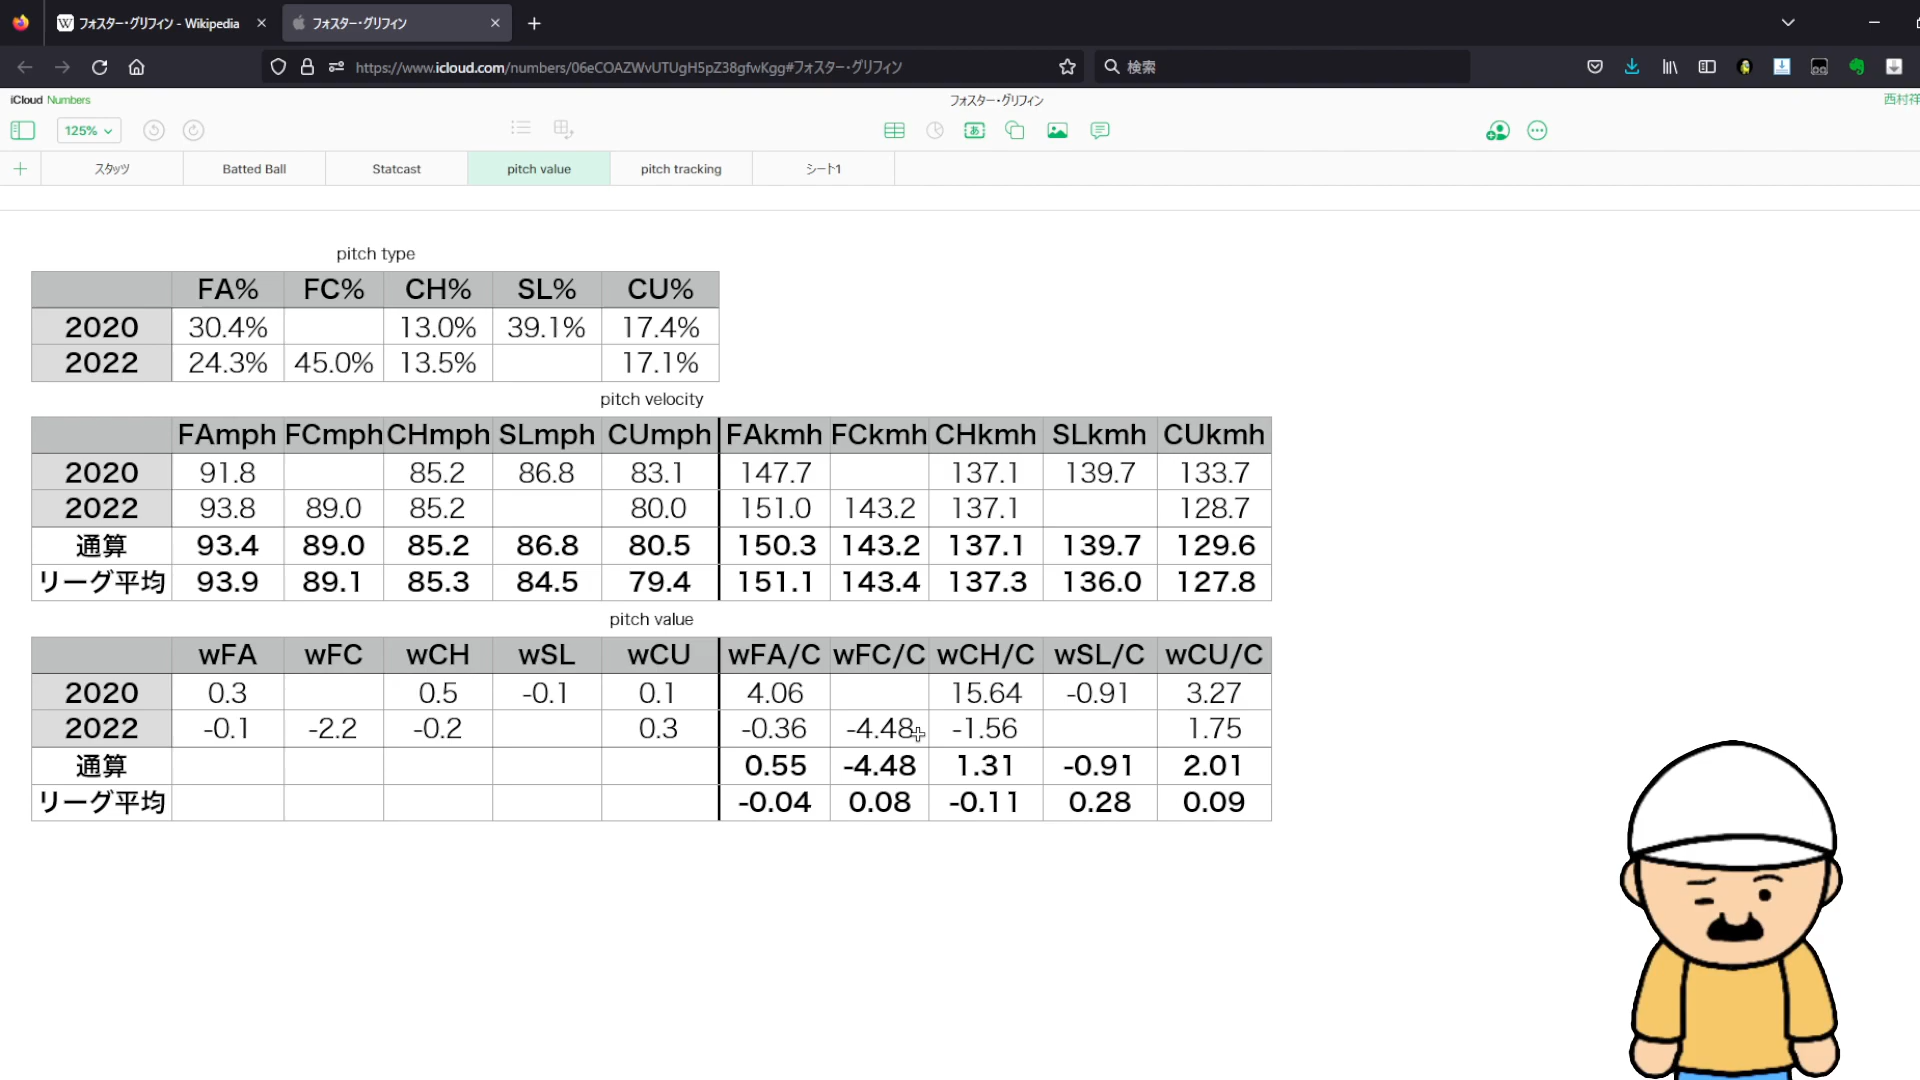 フォスター・グリフィン - Wikipedia
フォスター・グリフィン
https://www.icloud.com/numbers/06eCOAZWvUTUgH5pZ38gfwKgg#フォスター・グリフィン
検索
iCloud Numbers
フォスター・グリフィン
西村祥
125%
あ
スタッツ Batted Ball Statcast pitch value pitch tracking シート1
pitch type
FA% FC% CH% SL% CU%
2020 30.4% 13.0% 39.1% 17.4%
2022 24.3% 45.0% 13.5% 17.1%
pitch velocity
FAmph FCmph CHmph SLmph CUmph FAkmh FCkmh CHkmh SLkmh CUkmh
2020 91.8 85.2 86.8 83.1 147.7 137.1 139.7 133.7
2022 93.8 89.0 85.2 80.0 151.0 143.2 137.1 128.7
通算 93.4 89.0 85.2 86.8 80.5 150.3 143.2 137.1 139.7 129.6
リーグ平均 93.9 89.1 85.3 84.5 79.4 151.1 143.4 137.3 136.0 127.8
pitch value
wFA wFC wCH wSL wCU wFA/C wFC/C wCH/C wSL/C wCU/C
2020 0.3 0.5 -0.1 0.1 4.06 15.64 -0.91 3.27
2022 -0.1 -2.2 -0.2 0.3 -0.36 -4.48 -1.56 1.75
通算 0.55 -4.48 1.31 -0.91 2.01
リーグ平均 -0.04 0.08 -0.11 0.28 0.09